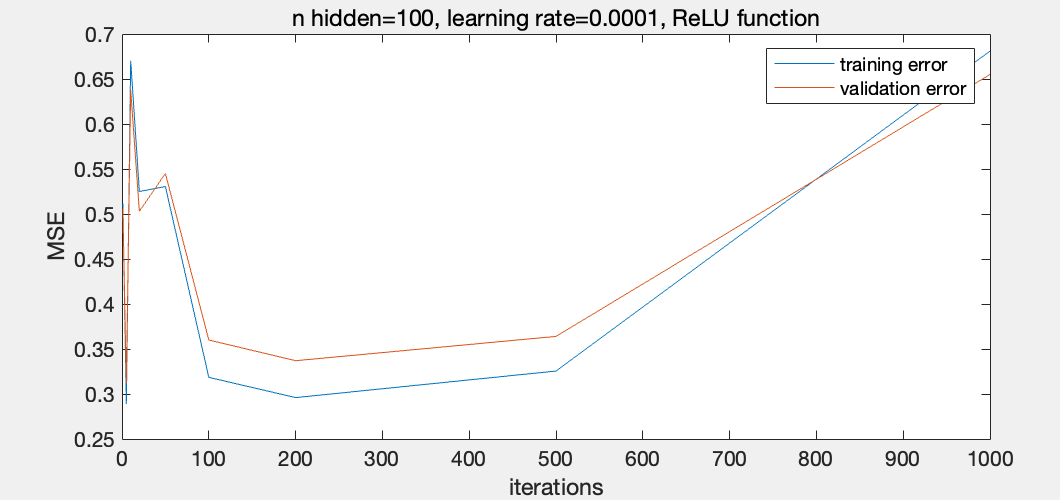 n hidden=100, learning rate=0.0001, ReLU function
0.7
0.65
0.6
0.55
0.5
0.45
0.4
0.35
0.3
0.25
MSE
training error
validation error
0 100 200 300 400 500 600 700 800 900 1000
iterations